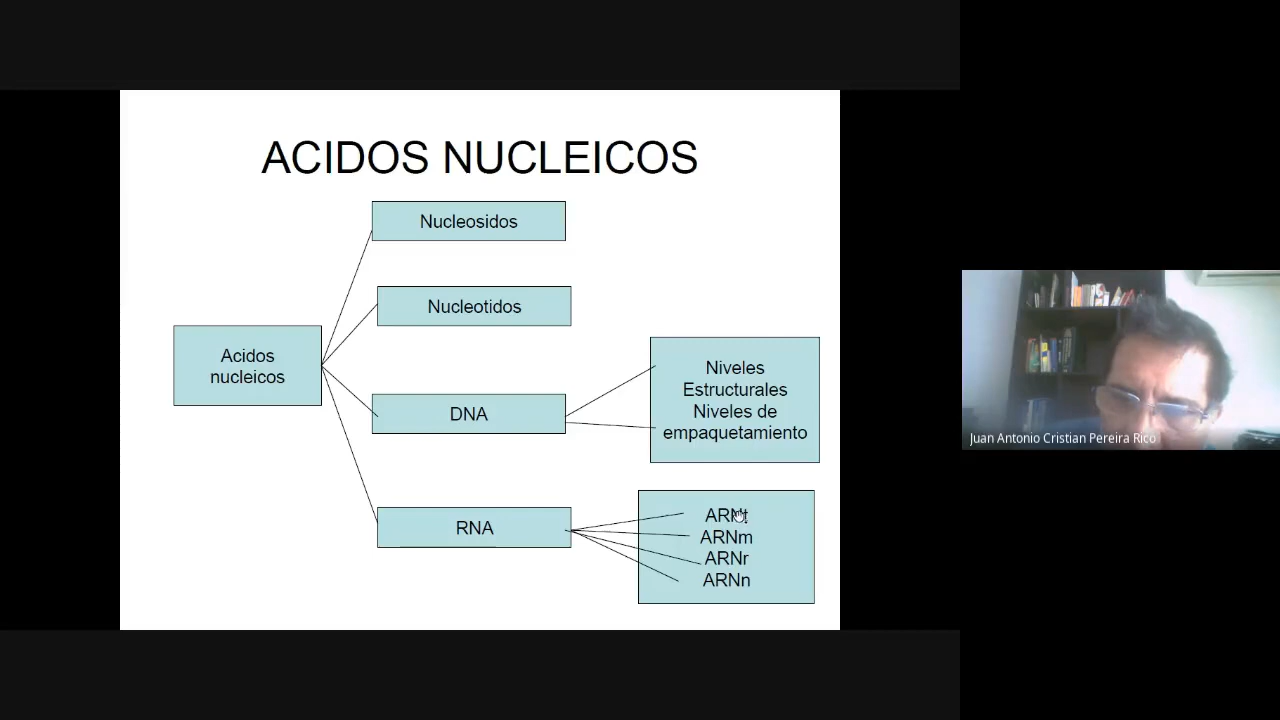 ACIDOS NUCLEICOS
Nucleosidos
Nucleotidos
Acidos
nucleicos
DNA
Niveles
Estructurales
Niveles de
empaquetamiento
RNA
ARNt
ARNm
ARNr
ARNn
Juan Antonio Cristian Pereira Rico